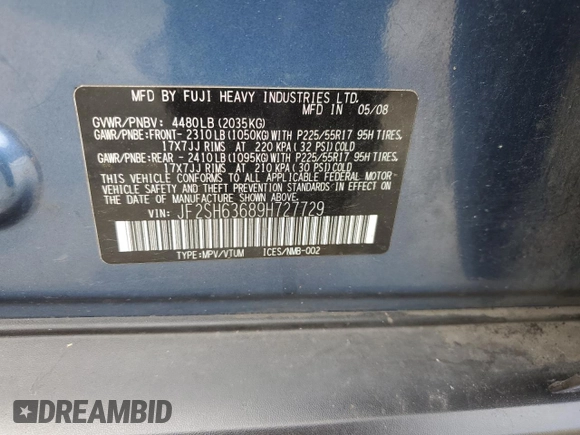 MFD BY FUJI HEAVY INDUSTRIES LTD.
MFD IN 05/08
GVWR/PNBV: 4480LB (2035KG)
GAWR/PNBE:FRONT- 2310LB (1050KG) WITH P225/55R17 95H TIRES,
17X7JJ RIMS AT 220 KPA (32 PSI) COLD
GAWR/PNBE:REAR - 2410LB (1095KG) WITH P225/55R17 95H TIRES,
17X7JJ RIMS AT 210 KPA (30 PSI) COLD
THIS VEHICLE CONFORMS TO ALL APPLICABLE FEDERAL MOTOR-
VEHICLE SAFETY AND THEFT PREVENTION STANDARDS IN EFFECT ON
THE DATE OF MANUFACTURE SHOWN ABOVE.
VIN: JF2SH63689H727729
TYPE:MPV/VTUM ICES/NMB-002
DREAMBID